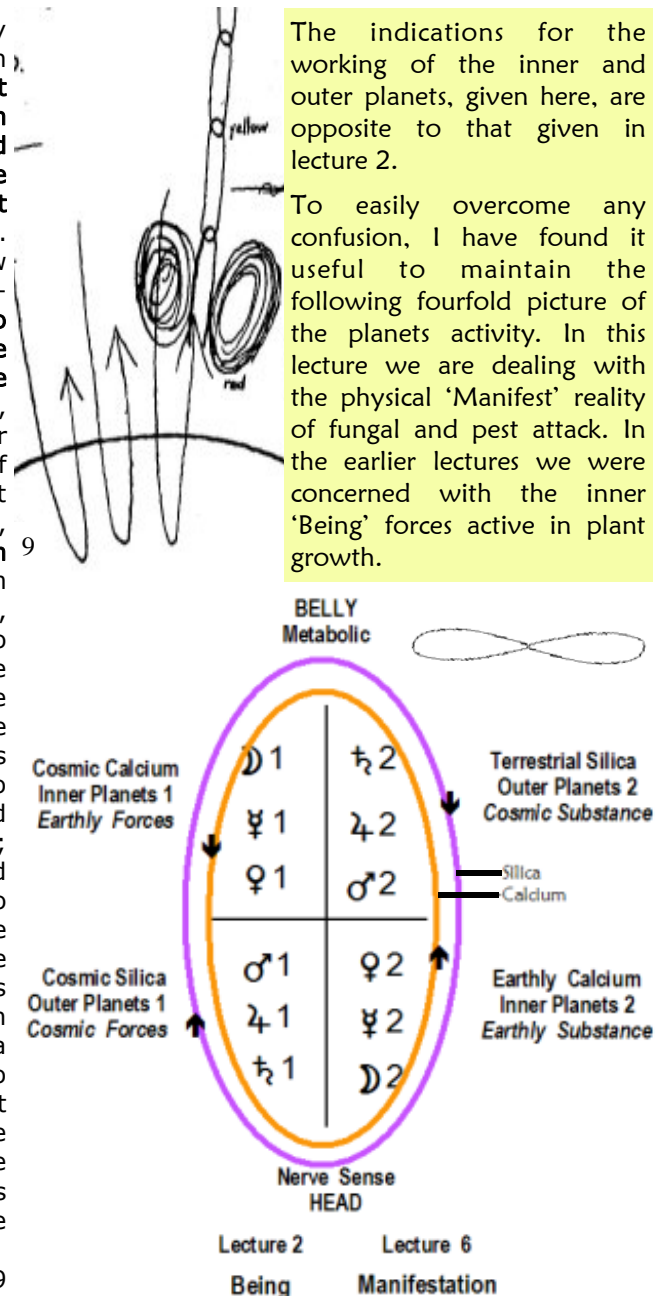 yellow
red
9
The indications for the
working of the inner and
outer planets, given here, are
opposite to that given in
lecture 2.
To easily overcome any
confusion, I have found it
useful to maintain the
following fourfold picture of
the planets activity. In this
lecture we are dealing with
the physical ‘Manifest’ reality
of fungal and pest attack. In
the earlier lectures we were
concerned with the inner
‘Being’ forces active in plant
growth.
BELLY
Metabolic
Cosmic Calcium
Inner Planets 1
Earthly Forces
☽1
☿1
♀1
♄2
♃2
♂2
Terrestrial Silica
Outer Planets 2
Cosmic Substance
Silica
Calcium
Cosmic Silica
Outer Planets 1
Cosmic Forces
♂1
♃1
♄1
♀2
☿2
☽2
Earthly Calcium
Inner Planets 2
Earthly Substance
Nerve Sense
HEAD
Lecture 2 Lecture 6
Being Manifestation